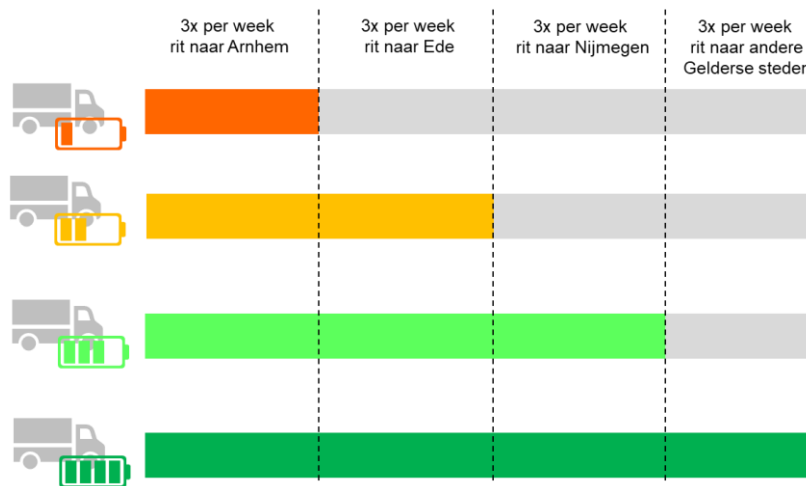 3x per week
rit naar Arnhem
3x per week
rit naar Ede
3x per week
rit naar Nijmegen
3x per week
rit naar andere
Gelderse steden